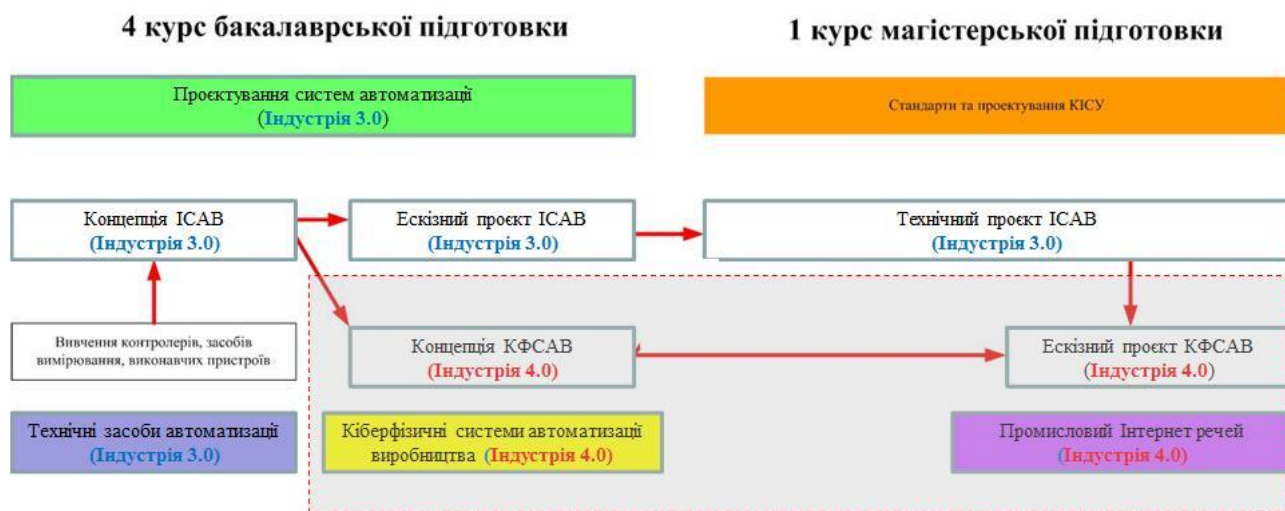 4 курс бакалаврської підготовки
1 курс магістерської підготовки
Проєктування систем автоматизації
(Індустрія 3.0)
Стандарти та проектування КІСУ
Концепція ІСАВ
(Індустрія 3.0)
Ескізний проєкт ІСАВ
(Індустрія 3.0)
Технічний проєкт ІСАВ
(Індустрія 3.0)
Вивчення контролерів, засобів
вимірювання, виконавчих пристроїв
Концепція КФСАВ
(Індустрія 4.0)
Ескізний проєкт КФСАВ
(Індустрія 4.0)
Технічні засоби автоматизації
(Індустрія 3.0)
Кіберфізичні системи автоматизації
виробництва (Індустрія 4.0)
Промисловий Інтернет речей
(Індустрія 4.0)